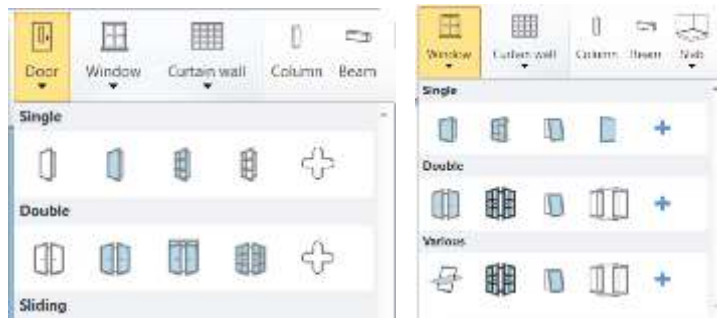 Door Window Curtain wall Column Beam
Single
Double
Sliding
Window Curtain wall Column Beam Slab
Single
Double
Various